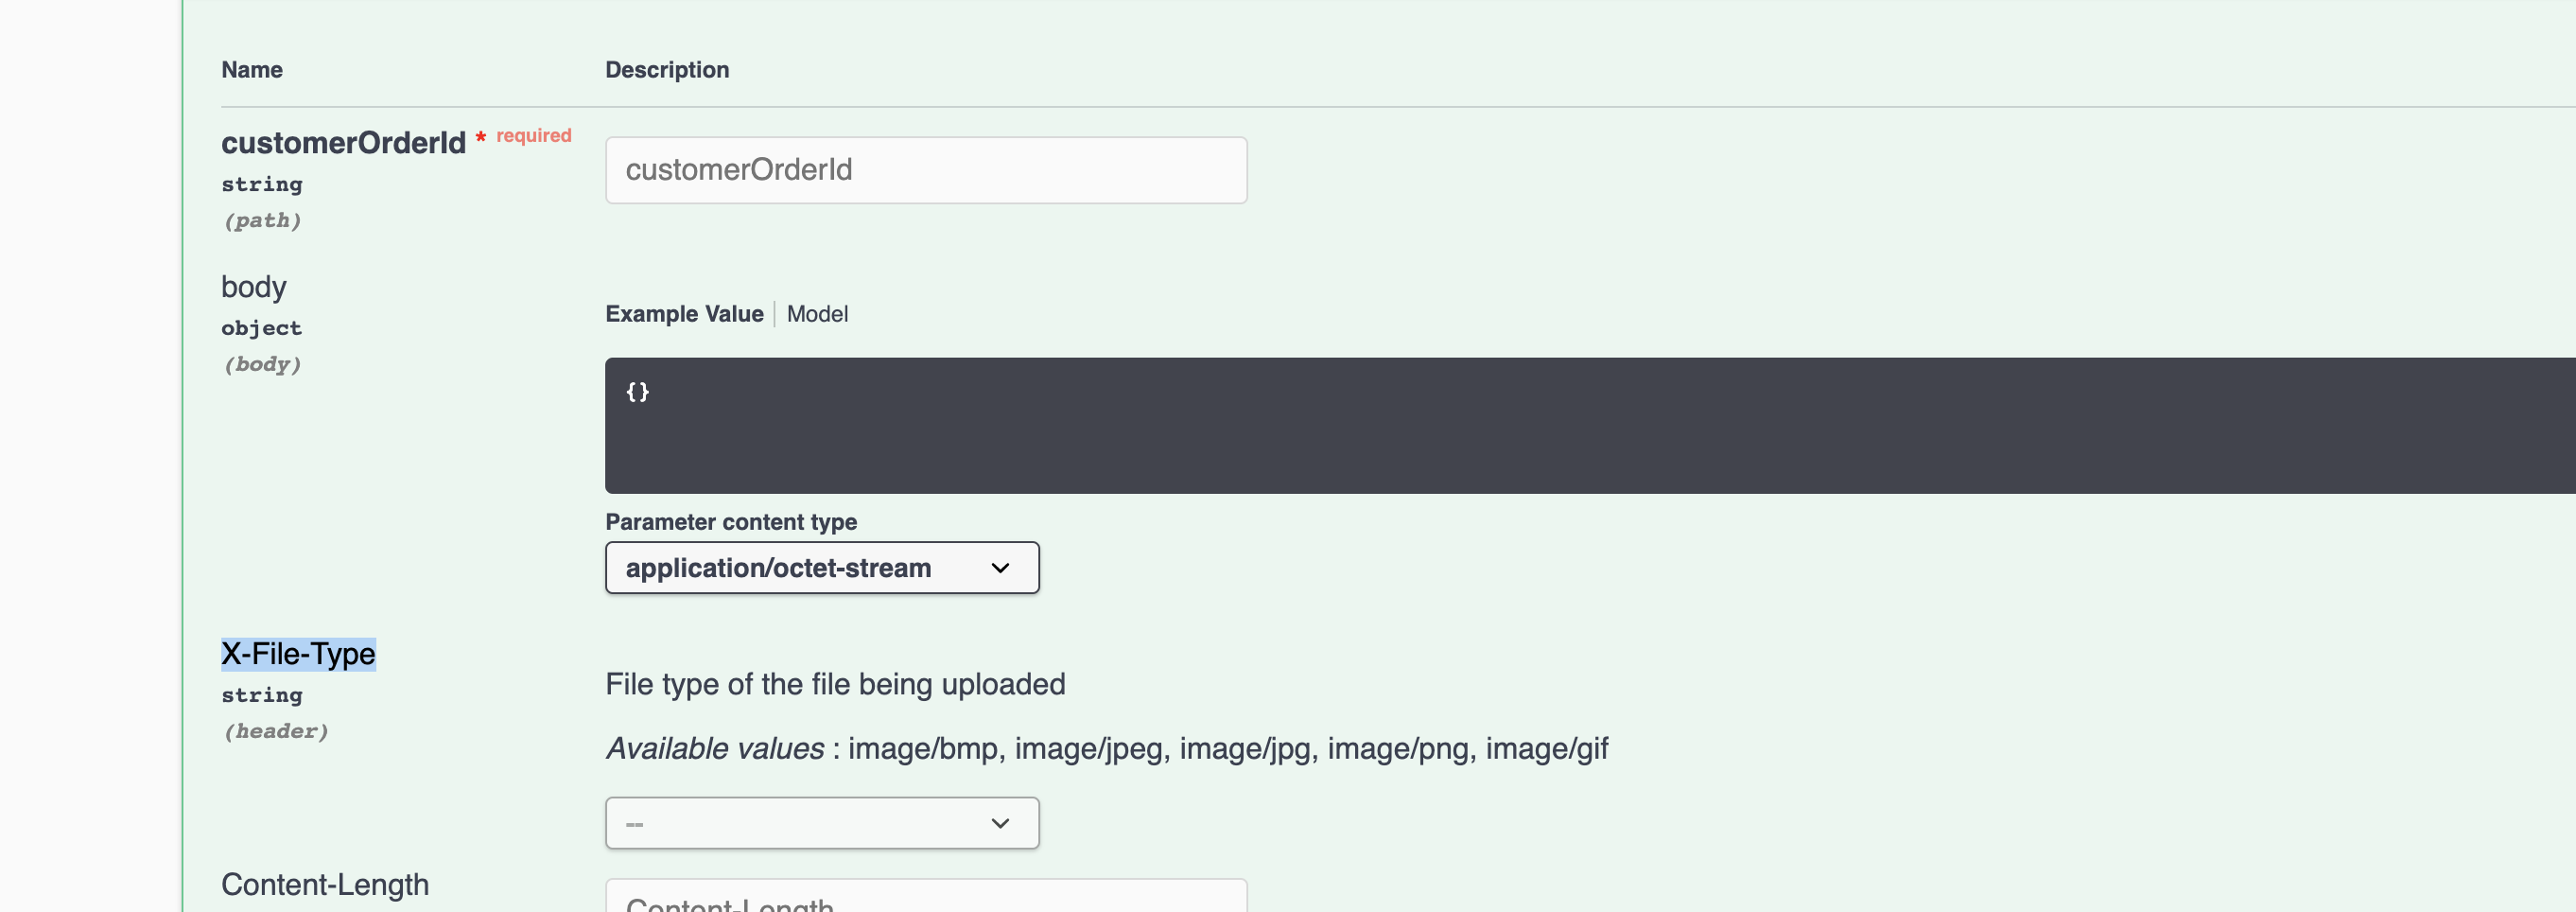 Name Description
customerOrderId * required
customerOrderId
string
(path)
body
Example Value Model
object
(body)
{}
Parameter content type
application/octet-stream
X-File-Type
string
(header)
File type of the file being uploaded
Available values : image/bmp, image/jpeg, image/jpg, image/png, image/gif
--
Content-Length
Content-Length